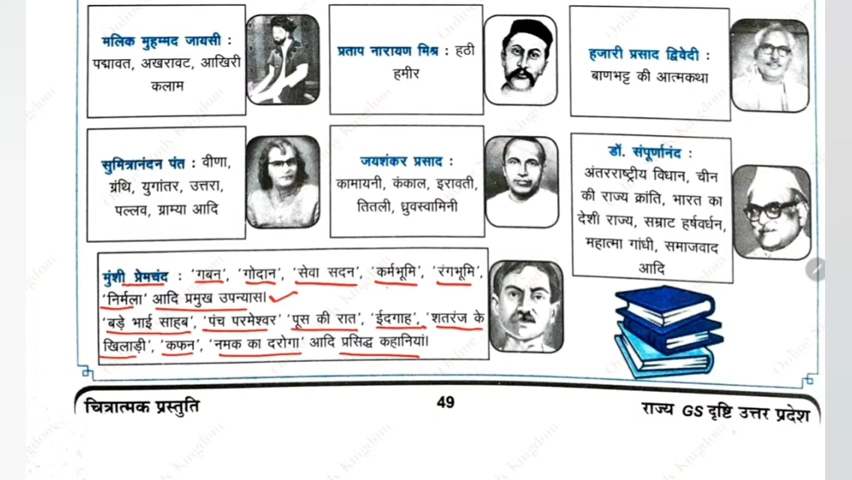 मलिक मुहम्मद जायसी :
पद्मावत, अखरावट, आखिरी
कलाम
प्रताप नारायण मिश्र : हठी
हमीर
हजारी प्रसाद द्विवेदी :
बाणभट्ट की आत्मकथा
सुमित्रानंदन पंत : वीणा,
ग्रंथि, युगांतर, उत्तरा,
पल्लव, ग्राम्या आदि
जयशंकर प्रसाद :
कामायनी, कंकाल, इरावती,
तितली, ध्रुवस्वामिनी
डॉ. संपूर्णानंद :
अंतरराष्ट्रीय विधान, चीन
की राज्य क्रांति, भारत का
देशी राज्य, सम्राट हर्षवर्धन,
महात्मा गांधी, समाजवाद
आदि
मुंशी प्रेमचंद : 'गबन', 'गोदान', 'सेवा सदन', 'कर्मभूमि', 'रंगभूमि',
'निर्मला' आदि प्रमुख उपन्यास।
'बड़े भाई साहब', 'पंच परमेश्वर' 'पूस की रात', 'ईदगाह, 'शतरंज के
खिलाड़ी', 'कफन', 'नमक का दरोगा' आदि प्रसिद्ध कहानियां।
चित्रात्मक प्रस्तुति
49
राज्य GS दृष्टि उत्तर प्रदेश